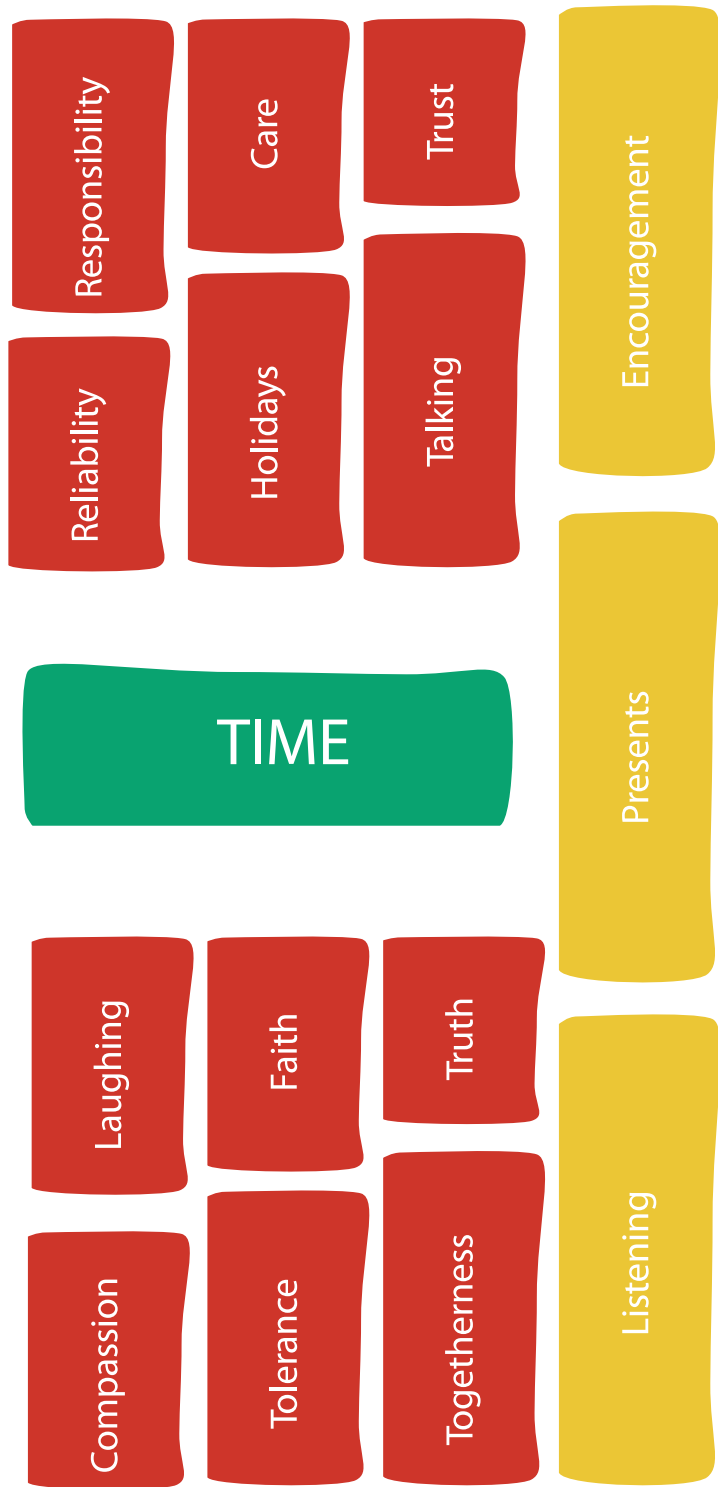 Compassion
Laughing
Reliability
Responsibility
Tolerance
Faith
TIME
Holidays
Care
Togetherness
Truth
Talking
Trust
Listening
Presents
Encouragement